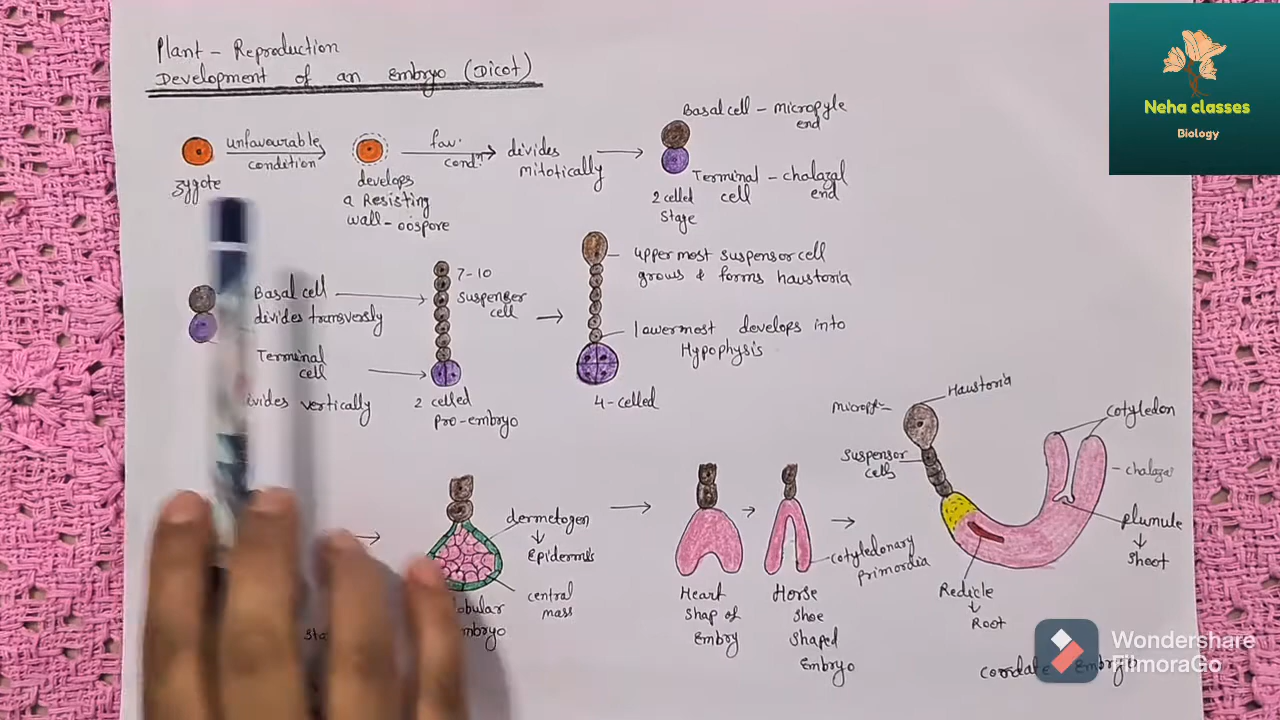 Plant - Reproduction
Development of an Embryo (Dicot)
Neha classes
Biology
zygote
unfavourable
condition
develops
a Resisting
wall - oospore
fav.
condn
divides
mitotically
Basal cell - micropyle
end
Terminal - chalazal
cell end
2 celled
stage
Basal cell
divides transversly
Terminal
cell
divides vertically
7-10
suspenser
cell
2 celled
pro-embryo
upper most suspensor cell
grows & forms haustoria
lowermost develops into
Hypophysis
4-celled
dermetogen
Epidermis
central
mass
Embryo
Heart
shap of
Embry
Horse
shoe
shaped
Embryo
cotyledonary
primordia
Haustoria
suspensor
cells
cotyledon
chalazal
plumule
shoot
Redicle
Root
Wondershare
FilmoraGo